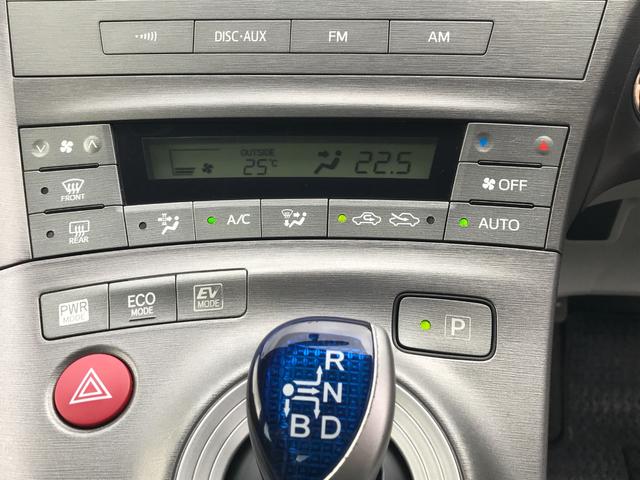 DISC·AUX FM AM
OUTSIDE
25℃ 22.5
FRONT OFF
REAR A/C AUTO
PWR MODE ECO MODE EV MODE
P
R
N
B D